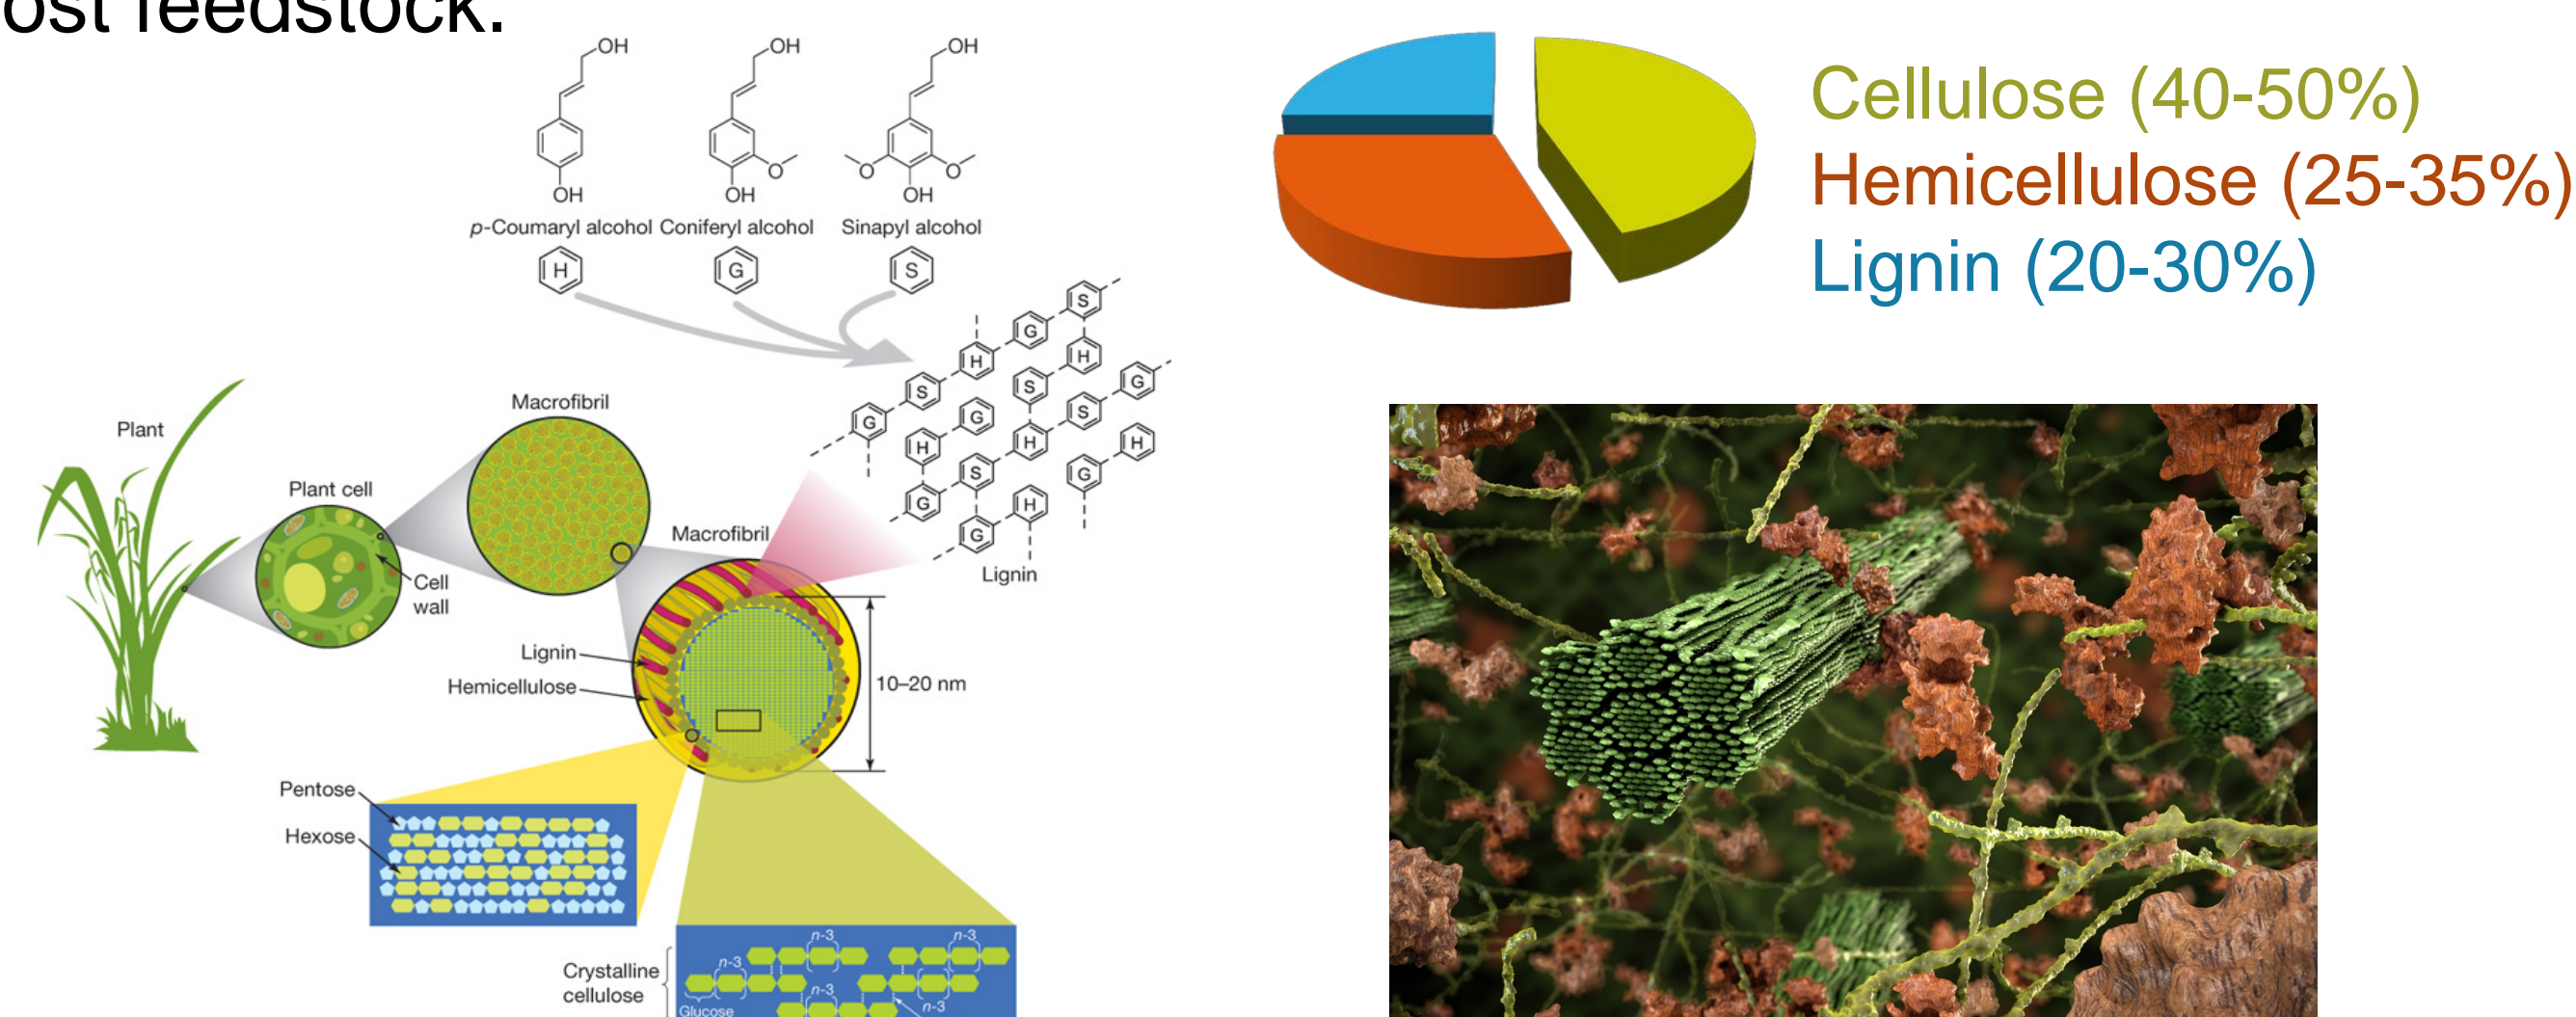 ost feedstock.
OH
OH
OH
O
O
O
OH
OH
OH
p-Coumaryl alcohol
Coniferyl alcohol
Sinapyl alcohol
H
G
S
Cellulose (40-50%)
Hemicellulose (25-35%)
Lignin (20-30%)
S
G
H
H
S
G
S
S
G
G
H
H
H
S
G
G
H
G
Lignin
Plant
Plant cell
Cell
wall
Macrofibril
Macrofibril
Lignin
Hemicellulose
10–20 nm
Pentose
Hexose
Crystalline
cellulose
n-3
n-3
n-3
n-3
n-3
Glucose